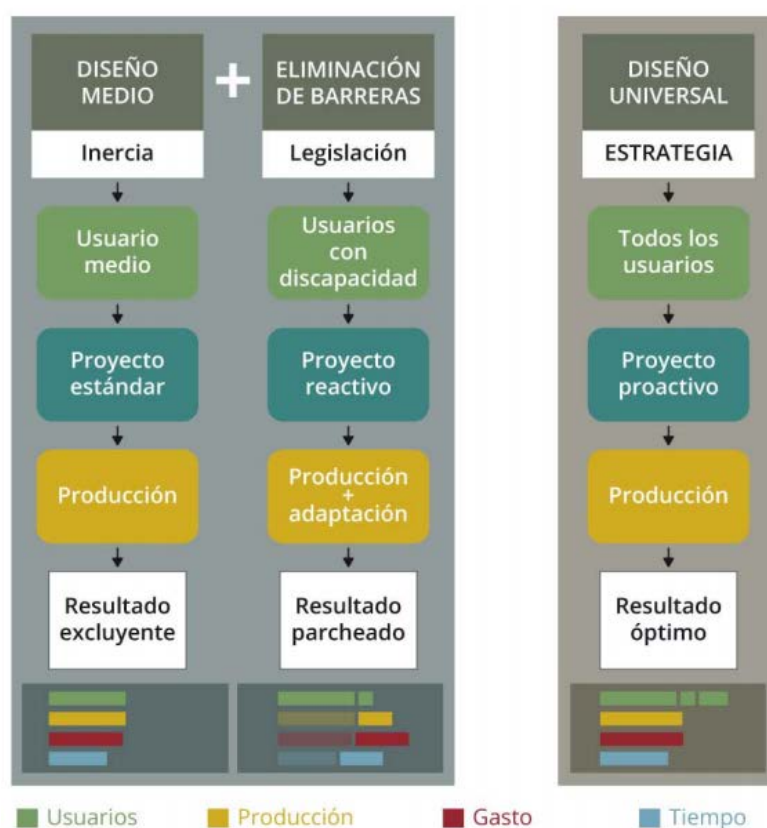 DISEÑO
MEDIO
+
ELIMINACIÓN
DE BARRERAS
Inercia
Legislación
Usuario
medio
Usuarios
con
discapacidad
Proyecto
estándar
Proyecto
reactivo
Producción
Producción
+
adaptación
Resultado
excluyente
Resultado
parcheado
DISEÑO
UNIVERSAL
ESTRATEGIA
Todos los
usuarios
Proyecto
proactivo
Producción
Resultado
óptimo
Usuarios
Producción
Gasto
Tiempo